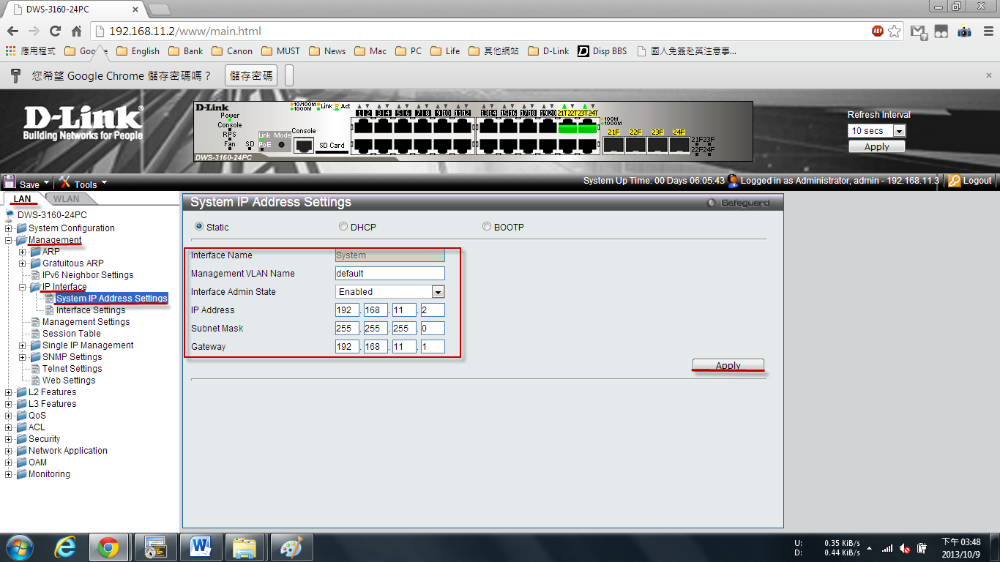 DWS-3160-24PC
192.168.11.2/www/main.html
ABP
應用程式 Google English Bank Canon MUST News Mac PC Life 其他網站 D-Link Disp BBS 國人免簽赴英注意事...
您希望 Google Chrome 儲存密碼嗎？ 儲存密碼
D-Link
Building Networks for People
D-Link
Power
Console
RPS
Fan
SD
Link Mode
PoE
10/100M
1000M
Link Act
Console
SD Card
DWS-3160-24PC
1 2 3 4 5 6 7 8 9 10 11 12 13 14 15 16 17 18 19 20 21T 22T 23T 24T
100M
1000M
21F 22F 23F 24F
21F 23F
22F 24F
Refresh Interval
10 secs
Apply
Save Tools System Up Time: 00 Days 06:05:43 Logged in as Administrator, admin - 192.168.11.3 Logout
LAN WLAN
DWS-3160-24PC
System Configuration
Management
ARP
Gratuitous ARP
IPv6 Neighbor Settings
IP Interface
System IP Address Settings
Interface Settings
Management Settings
Session Table
Single IP Management
SNMP Settings
Telnet Settings
Web Settings
L2 Features
L3 Features
QoS
ACL
Security
Network Application
OAM
Monitoring
System IP Address Settings Safeguard
Static DHCP BOOTP
Interface Name System
Management VLAN Name default
Interface Admin State Enabled
IP Address 192 . 168 . 11 . 2
Subnet Mask 255 . 255 . 255 . 0
Gateway 192 . 168 . 11 . 1
Apply
U: 0.35 KiB/s
D: 0.44 KiB/s
下午 03:48
2013/10/9